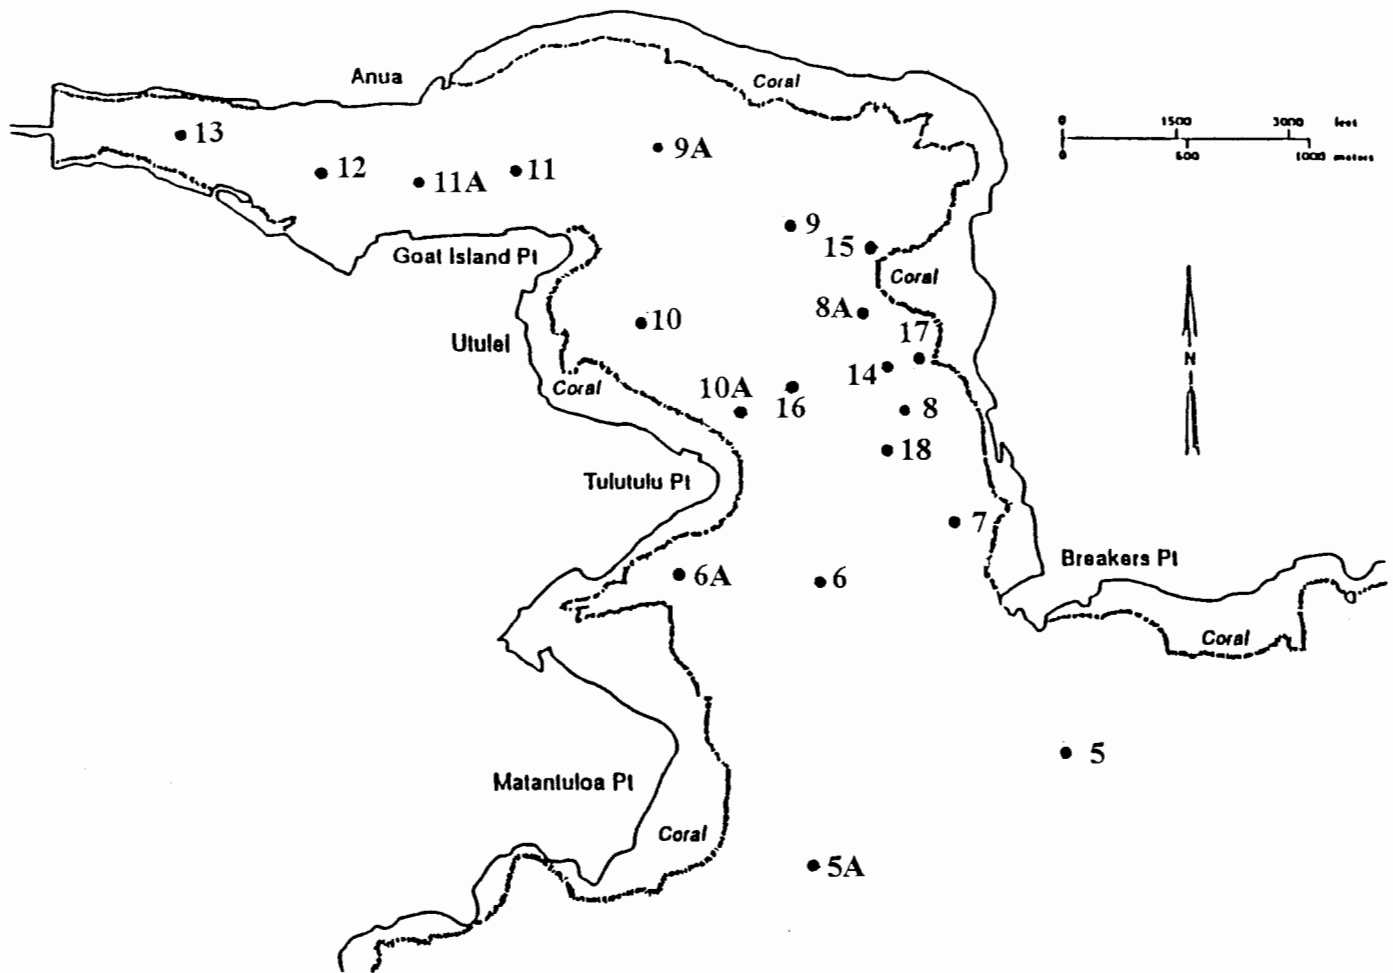 Anua
Coral
0 1500 3000 feet
0 500 1000 meters
13
12
11A
11
9A
9
15
Goat Island Pt
Coral
8A
17
10
Utulei
N
14
Coral
10A
16
8
18
Tulutulu Pt
7
Breakers Pt
6A
6
Coral
5
Matantuloa Pt
Coral
5A